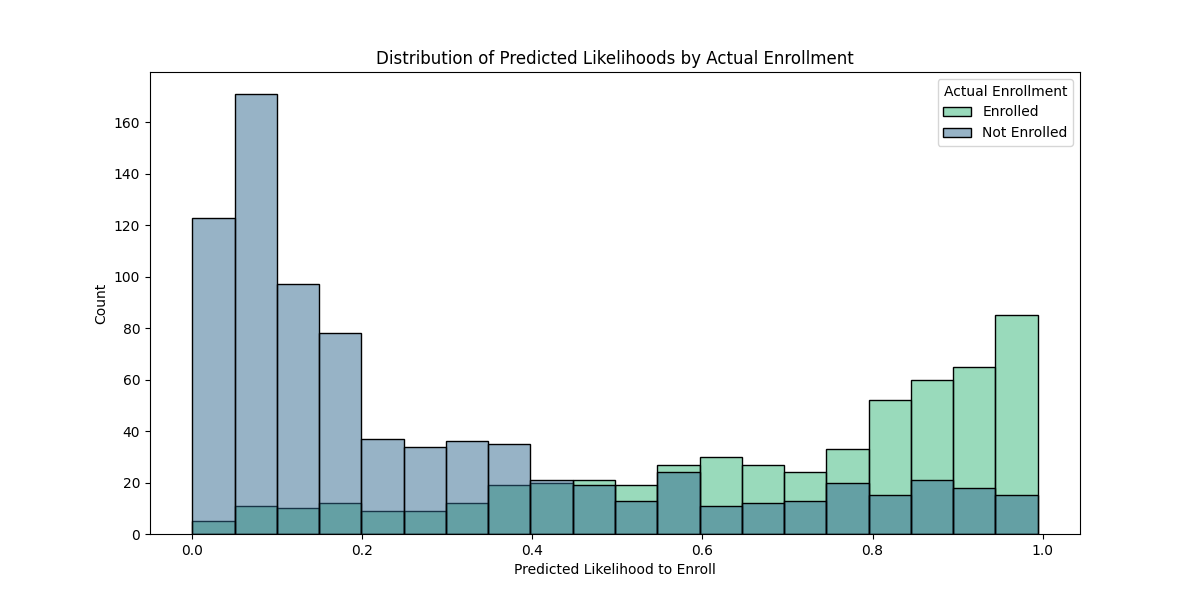 Distribution of Predicted Likelihoods by Actual Enrollment
Actual Enrollment
Enrolled
Not Enrolled
Count
160
140
120
100
80
60
40
20
0
0.0
0.2
0.4
0.6
0.8
1.0
Predicted Likelihood to Enroll